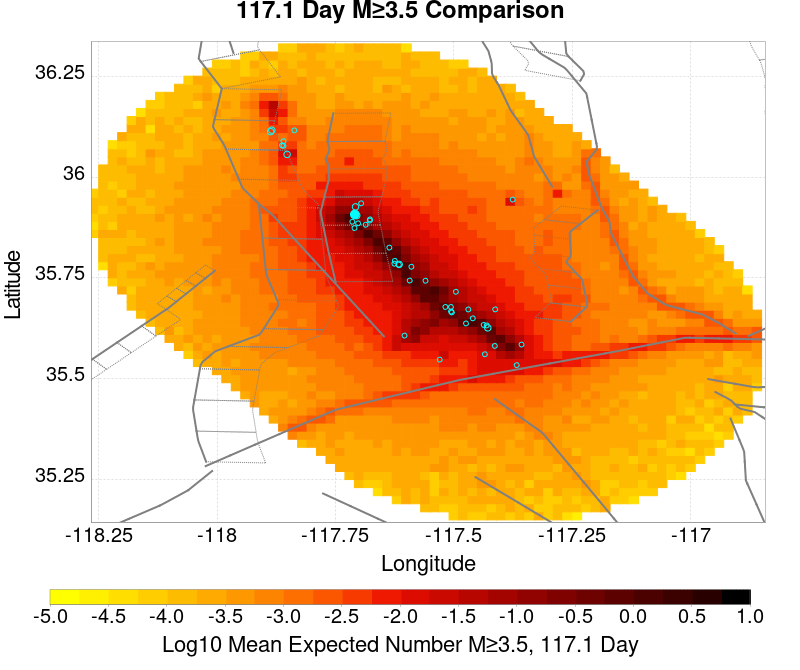 117.1 Day M≥3.5 Comparison
36.25
36
35.75
35.5
35.25
Latitude
-118.25 -118 -117.75 -117.5 -117.25 -117
Longitude
-5.0 -4.5 -4.0 -3.5 -3.0 -2.5 -2.0 -1.5 -1.0 -0.5 0.0 0.5 1.0
Log10 Mean Expected Number M≥3.5, 117.1 Day